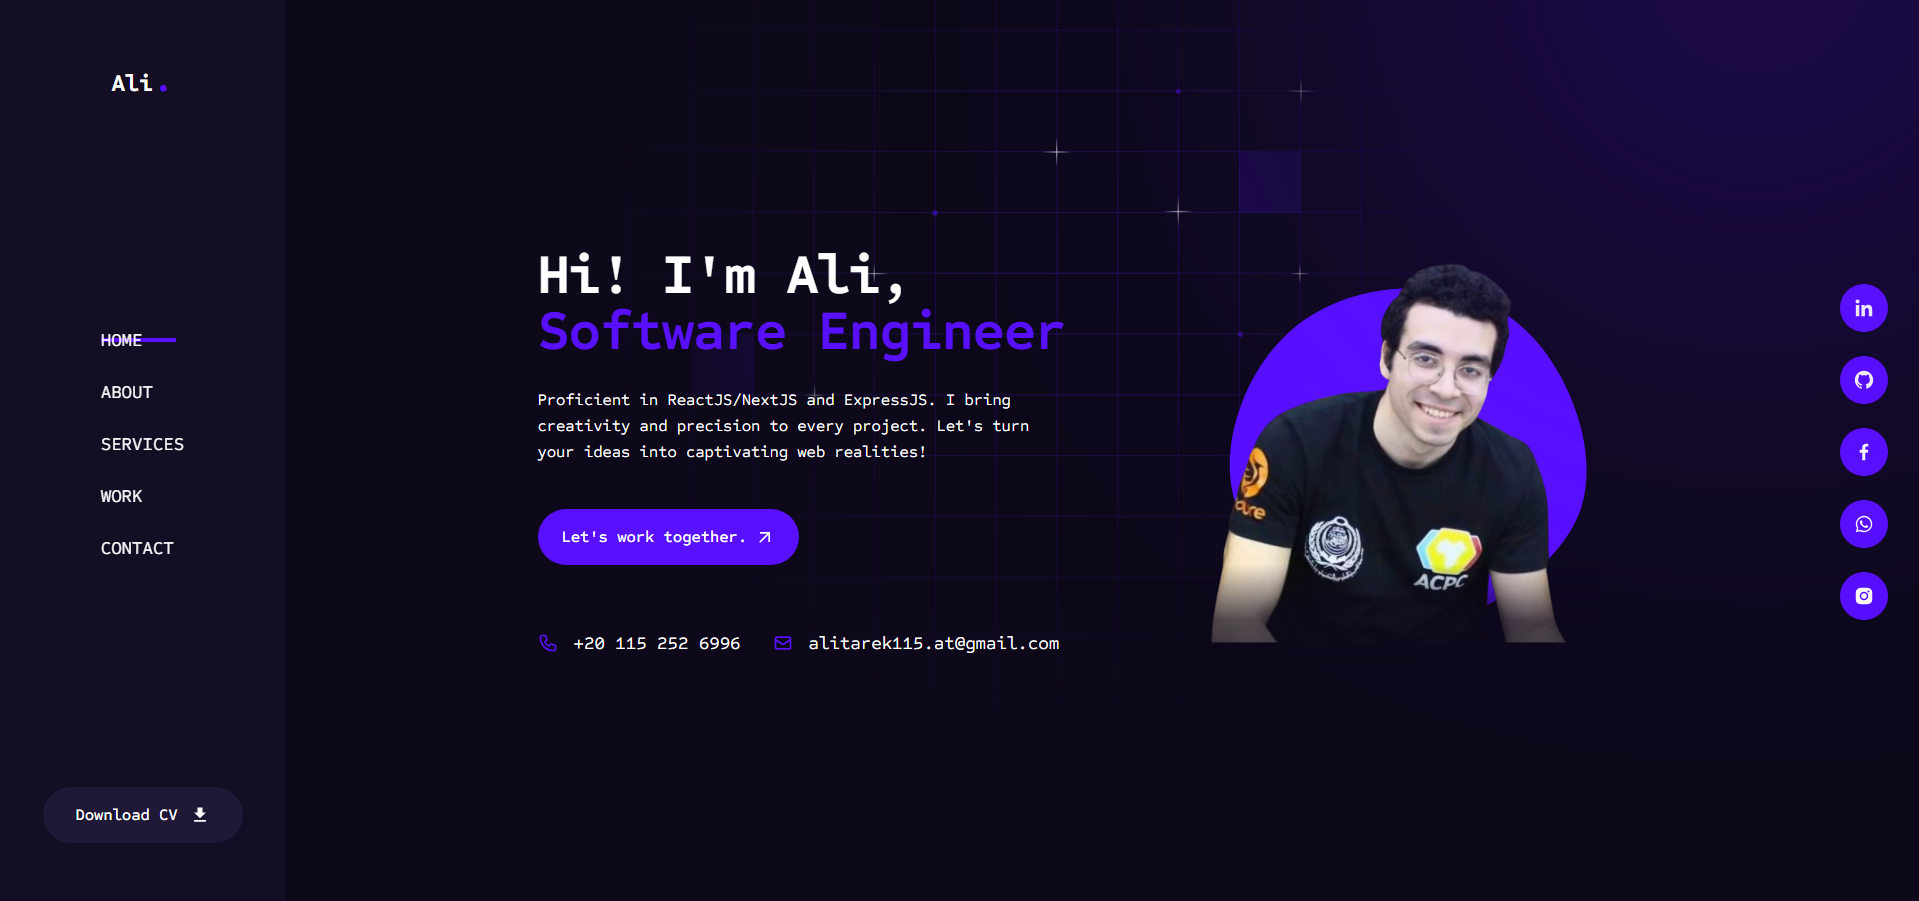 Ali.
HOME
ABOUT
SERVICES
WORK
CONTACT
Download CV
Hi! I'm Ali,
Software Engineer
Proficient in ReactJS/NextJS and ExpressJS. I bring
creativity and precision to every project. Let's turn
your ideas into captivating web realities!
Let's work together.
+20 115 252 6996
alitarek115.at@gmail.com
ACPC
in